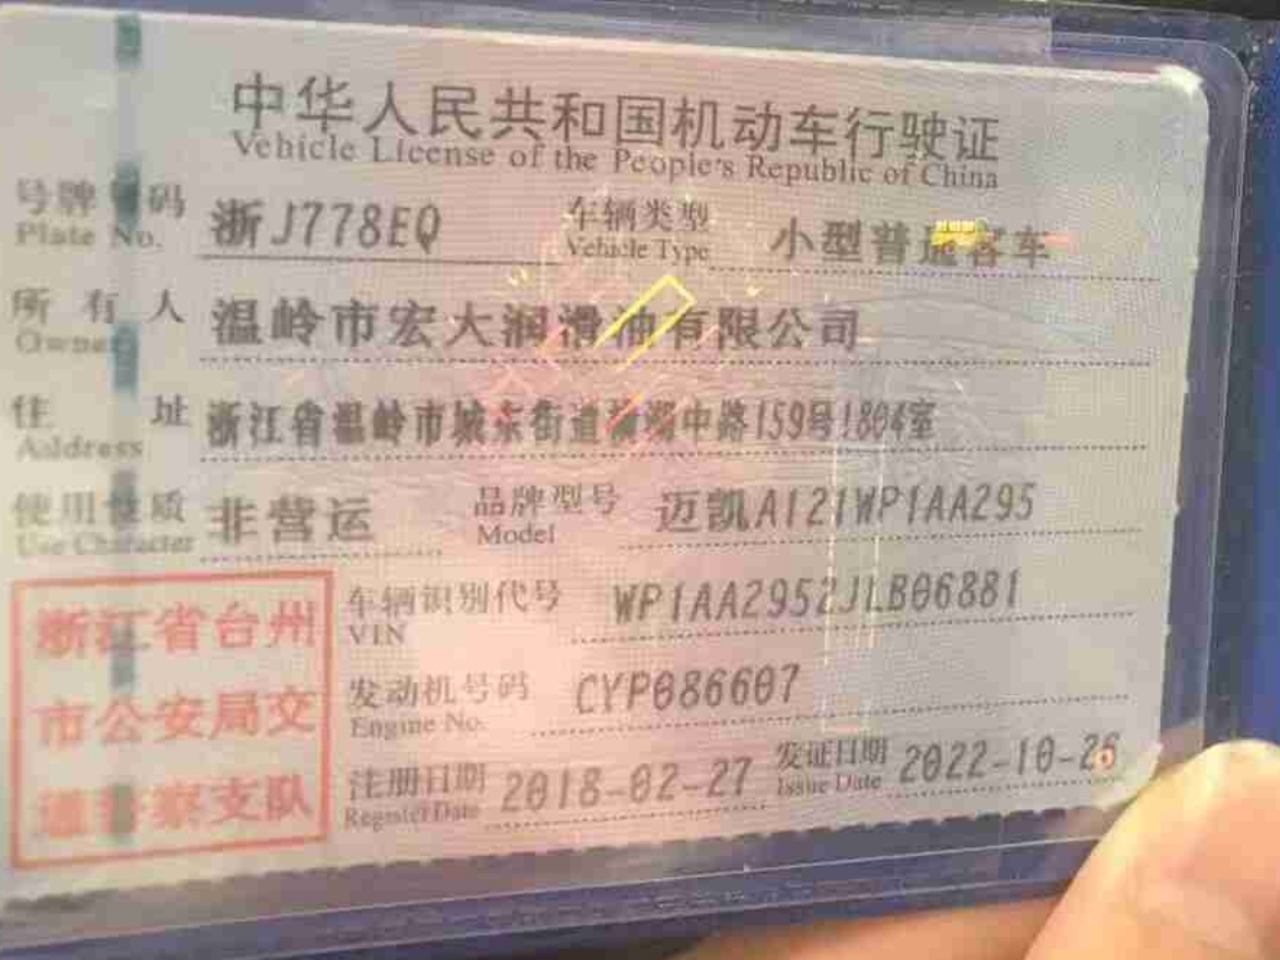 中华人民共和国机动车行驶证
Vehicle License of the People's Republic of China
号牌号码 浙J778EQ 车辆类型 小型普通客车
Plate No. Vehicle Type
所有人 温岭市宏大润滑油有限公司
Owner
住址 浙江省温岭市城东街道横湖中路159号1804室
Address
使用性质 非营运 品牌型号 迈凯A121WP1AA295
Use Character Model
浙江省台州
市公安局交
通警察支队
车辆识别代号 WP1AA2952JLB06881
VIN
发动机号码 CYP086607
Engine No.
注册日期 2018-02-27 发证日期 2022-10-26
Register Date Issue Date